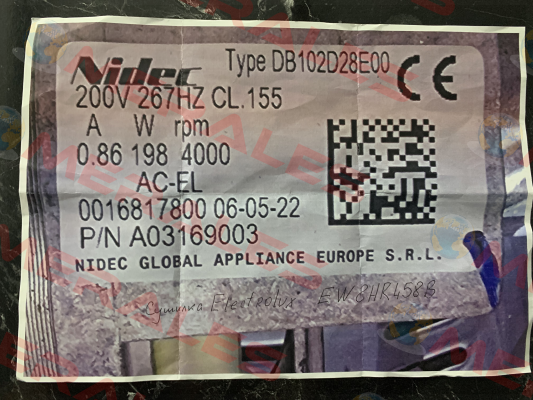 Nidec Type DB102D28E00 CE
200V 267HZ CL.155
A W rpm
0.86 198 4000
AC-EL
0016817800 06-05-22
P/N A03169003
NIDEC GLOBAL APPLIANCE EUROPE S.R.L.
Сушилка Electrolux EW8HR458B